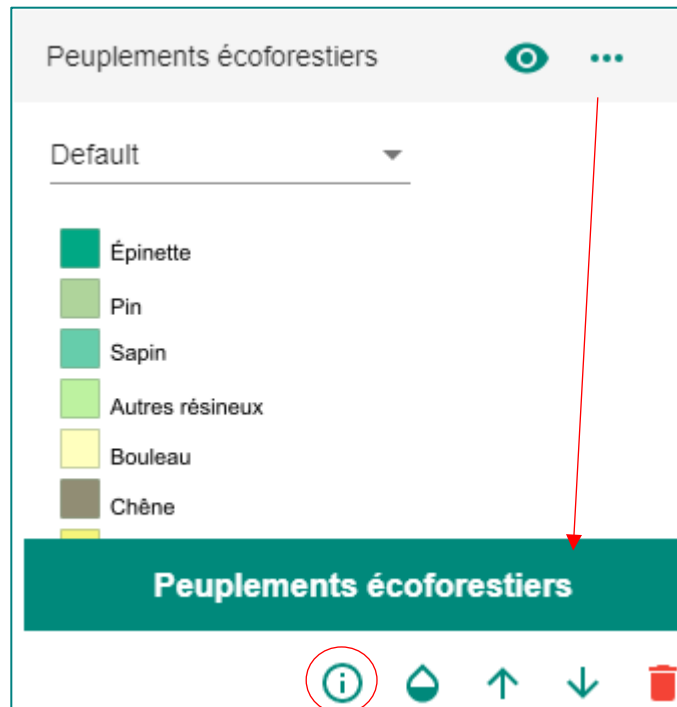 Peuplements écoforestiers
Default
Épinette
Pin
Sapin
Autres résineux
Bouleau
Chêne
Peuplements écoforestiers